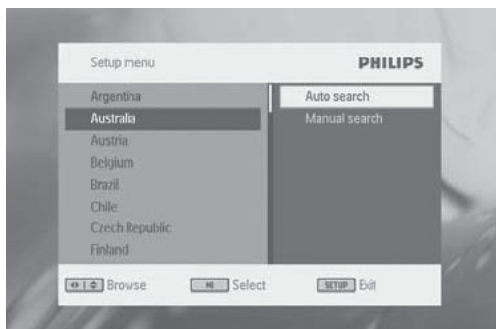 Setup menu
PHILIPS
Argentina
Australia
Austria
Belgium
Brazil
Chile
Czech Republic
Finland
Auto search
Manual search
Browse
Select
SETUP Exit